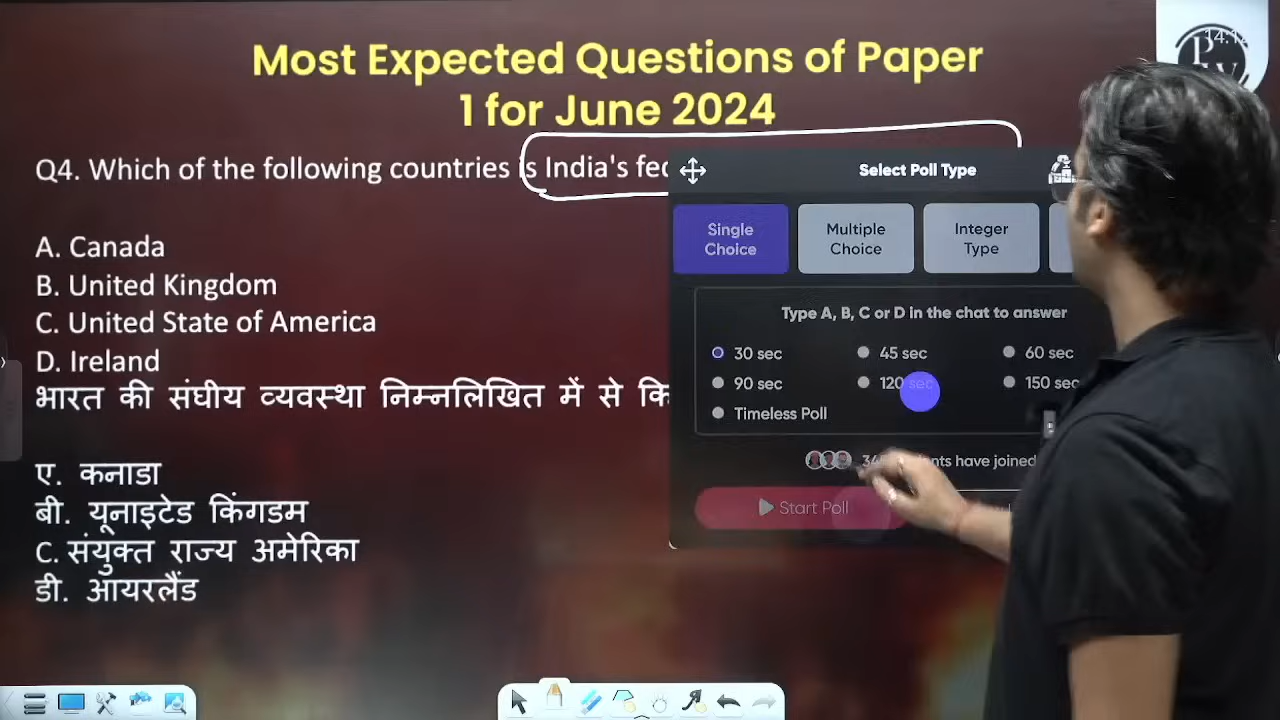 Most Expected Questions of Paper
1 for June 2024
Q4. Which of the following countries is India's
A. Canada
B. United Kingdom
C. United State of America
D. Ireland
भारत की संघीय व्यवस्था निम्नलिखित में से
ए. कनाडा
बी. यूनाइटेड किंगडम
C. संयुक्त राज्य अमेरिका
डी. आयरलैंड
Select Poll Type
Single
Choice
Multiple
Choice
Integer
Type
Type A, B, C or D in the chat to answer
30 sec
45 sec
60 sec
90 sec
120 sec
150 sec
Timeless Poll
have joined
Start Poll